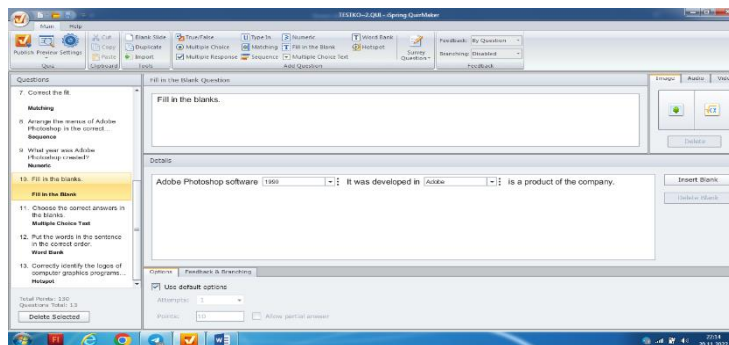 TESTKO~2.QUI - iSpring QuizMaker
Main Help
Publish Preview Settings
Quiz
Cut
Copy
Paste
Clipboard
Blank Slide
Duplicate
Import
Tools
True/False
Multiple Choice
Multiple Response
Type In
Matching
Sequence
Numeric
Fill in the Blank
Multiple Choice Text
Word Bank
Hotspot
Add Question
Survey
Question
Feedback: By Question
Branching: Disabled
Feedback
Questions
7. Correct the fit.
Matching
8. Arrange the menus of Adobe
Photoshop in the correct...
Sequence
9. What year was Adobe
Photoshop created?
Numeric
10. Fill in the blanks.
Fill in the Blank
11. Choose the correct answers in
the blanks.
Multiple Choice Text
12. Put the words in the sentence
in the correct order.
Word Bank
13. Correctly identify the logos of
computer graphics programs...
Hotspot
Total Points: 130
Questions Total: 13
Delete Selected
Fill in the Blank Question
Fill in the blanks.
Image Audio Vide
Delete
Details
Adobe Photoshop software 1990 It was developed in Adobe is a product of the company.
Insert Blank
Delete Blank
Options Feedback & Branching
Use default options
Attempts: 1
Points: 10 Allow partial answer
22:14
20.11.2022